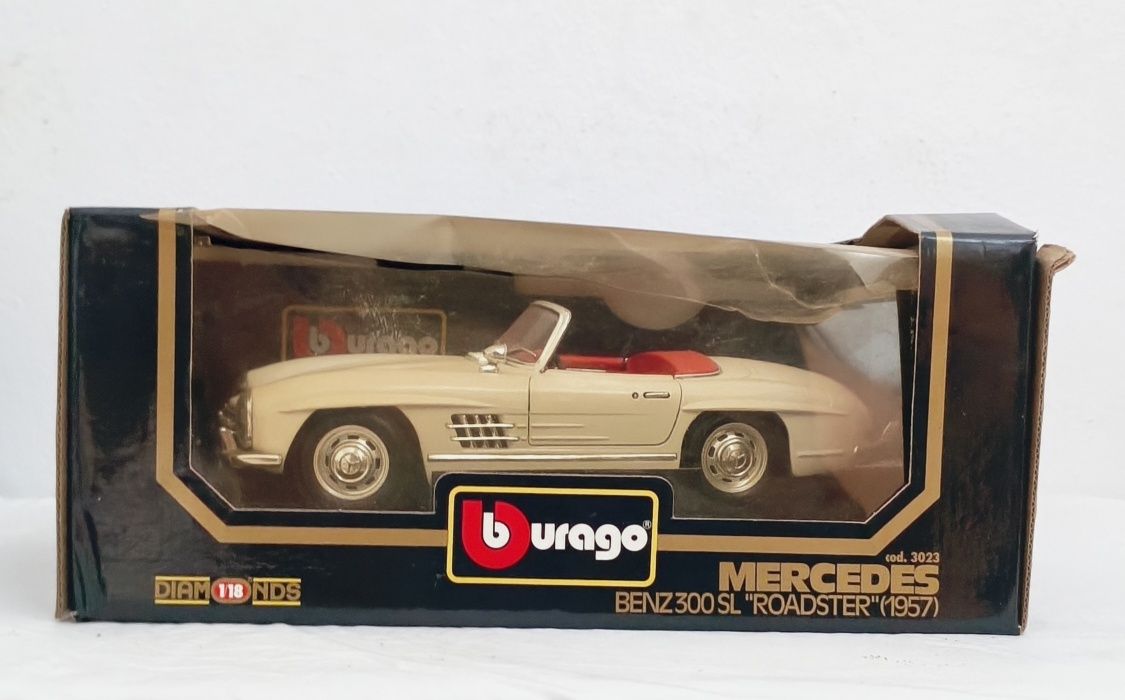 burago
burago®
cod. 3023
MERCEDES
BENZ 300 SL "ROADSTER" (1957)
DIAM 1/18 NDS